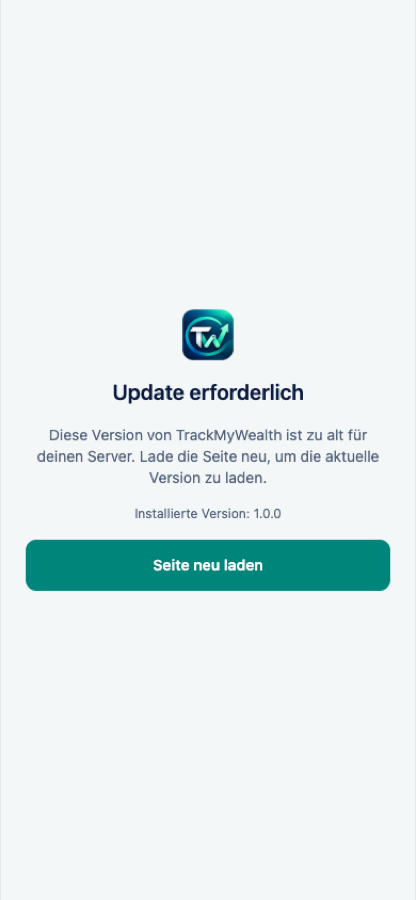 TW
Update erforderlich
Diese Version von TrackMyWealth ist zu alt für
deinen Server. Lade die Seite neu, um die aktuelle
Version zu laden.
Installierte Version: 1.0.0
Seite neu laden